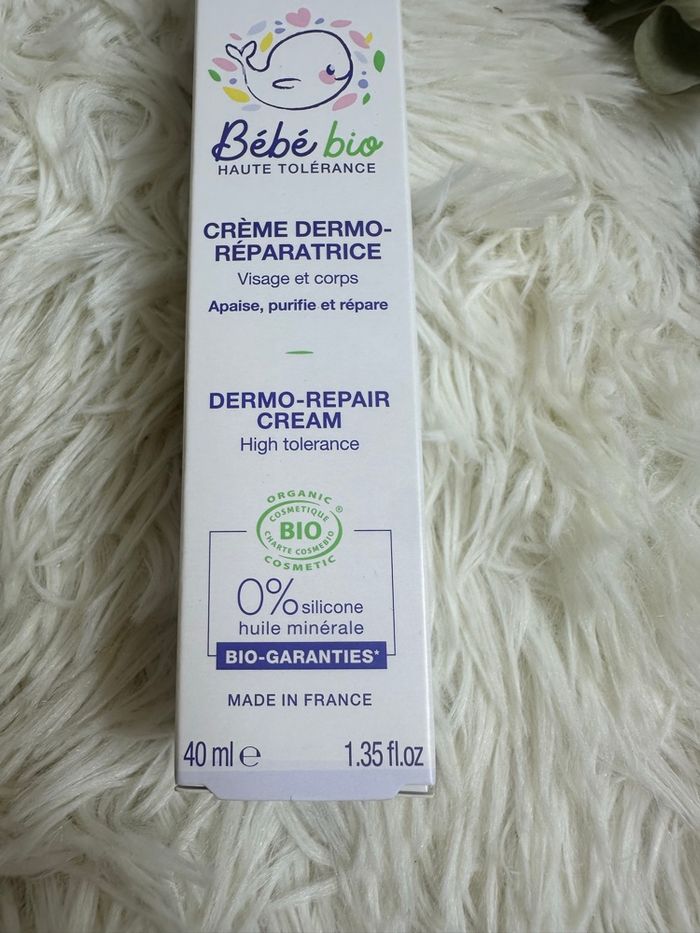 Bébé bio
HAUTE TOLÉRANCE
CRÈME DERMO-
RÉPARATRICE
Visage et corps
Apaise, purifie et répare
DERMO-REPAIR
CREAM
High tolerance
ORGANIC
COSMETIQUE ®
BIO
CHARTE COSMEBIO
COSMETIC
0% silicone
huile minérale
BIO-GARANTIES*
MADE IN FRANCE
40 ml e 1.35 fl.oz